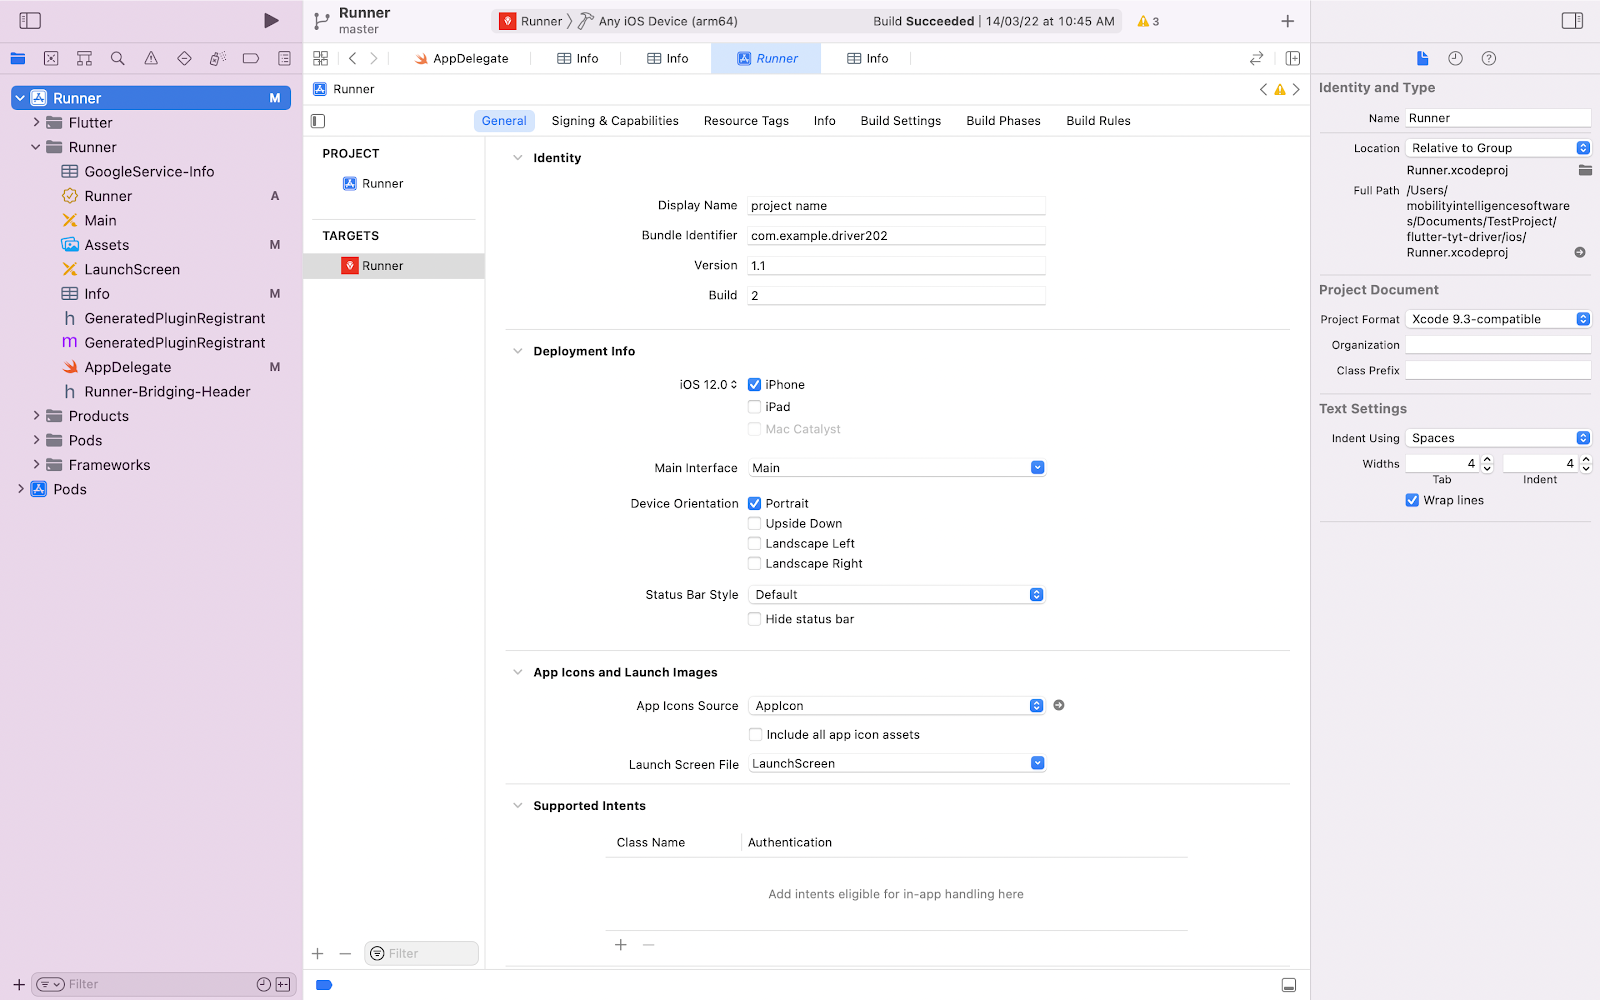 Runner
master
Runner
Any iOS Device (arm64)
Build Succeeded | 14/03/22 at 10:45 AM
3
AppDelegate
Info
Info
Runner
Info
Runner
M
Flutter
Runner
GoogleService-Info
Runner
A
Main
Assets
M
LaunchScreen
Info
M
h GeneratedPluginRegistrant
m GeneratedPluginRegistrant
AppDelegate
M
h Runner-Bridging-Header
Products
Pods
Frameworks
Pods
Filter
Runner
General
Signing & Capabilities
Resource Tags
Info
Build Settings
Build Phases
Build Rules
PROJECT
Runner
TARGETS
Runner
Filter
Identity
Display Name project name
Bundle Identifier com.example.driver202
Version 1.1
Build 2
Deployment Info
iOS 12.0 iPhone
iPad
Mac Catalyst
Main Interface Main
Device Orientation Portrait
Upside Down
Landscape Left
Landscape Right
Status Bar Style Default
Hide status bar
App Icons and Launch Images
App Icons Source AppIcon
Include all app icon assets
Launch Screen File LaunchScreen
Supported Intents
Class Name
Authentication
Add intents eligible for in-app handling here
Identity and Type
Name Runner
Location Relative to Group
Runner.xcodeproj
Full Path /Users/
mobilityintelligencesoftware
s/Documents/TestProject/
flutter-tyt-driver/ios/
Runner.xcodeproj
Project Document
Project Format Xcode 9.3-compatible
Organization
Class Prefix
Text Settings
Indent Using Spaces
Widths 4 4
Tab Indent
Wrap lines